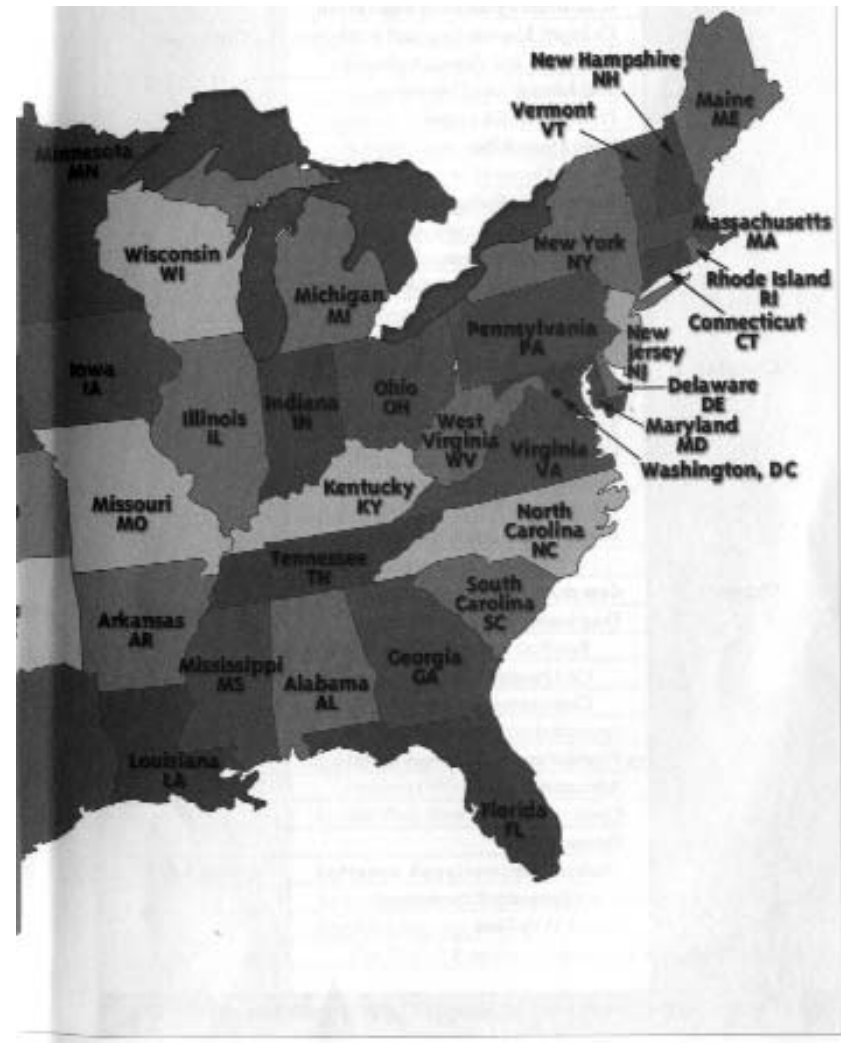 New Hampshire
NH
Maine
ME
Vermont
VT
Minnesota
MN
Massachusetts
MA
Wisconsin
WI
New York
NY
Rhode Island
RI
Michigan
MI
Connecticut
CT
Pennsylvania
PA
New
Jersey
NJ
Iowa
IA
Ohio
OH
Delaware
DE
Indiana
IN
Illinois
IL
West
Virginia
WV
Maryland
MD
Virginia
VA
Washington, DC
Kentucky
KY
Missouri
MO
North
Carolina
NC
Tennessee
TH
South
Carolina
SC
Arkansas
AR
Georgia
GA
Mississippi
MS
Alabama
AL
Louisiana
LA
Florida
FL